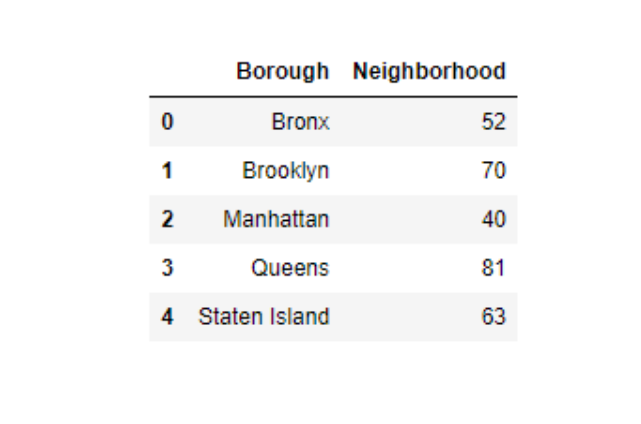 Borough Neighborhood
0 Bronx 52
1 Brooklyn 70
2 Manhattan 40
3 Queens 81
4 Staten Island 63